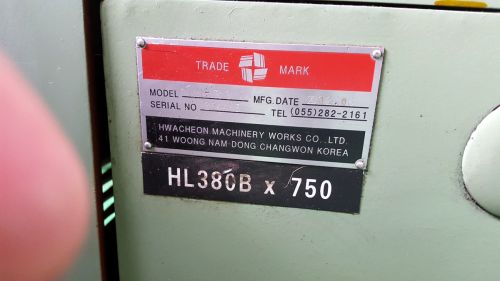 TRADE MARK
MODEL MFG. DATE
SERIAL NO TEL (055)282-2161
HWACHEON MACHINERY WORKS CO., LTD.
41 WOONG NAM DONG CHANGWON KOREA
HL380B x 750